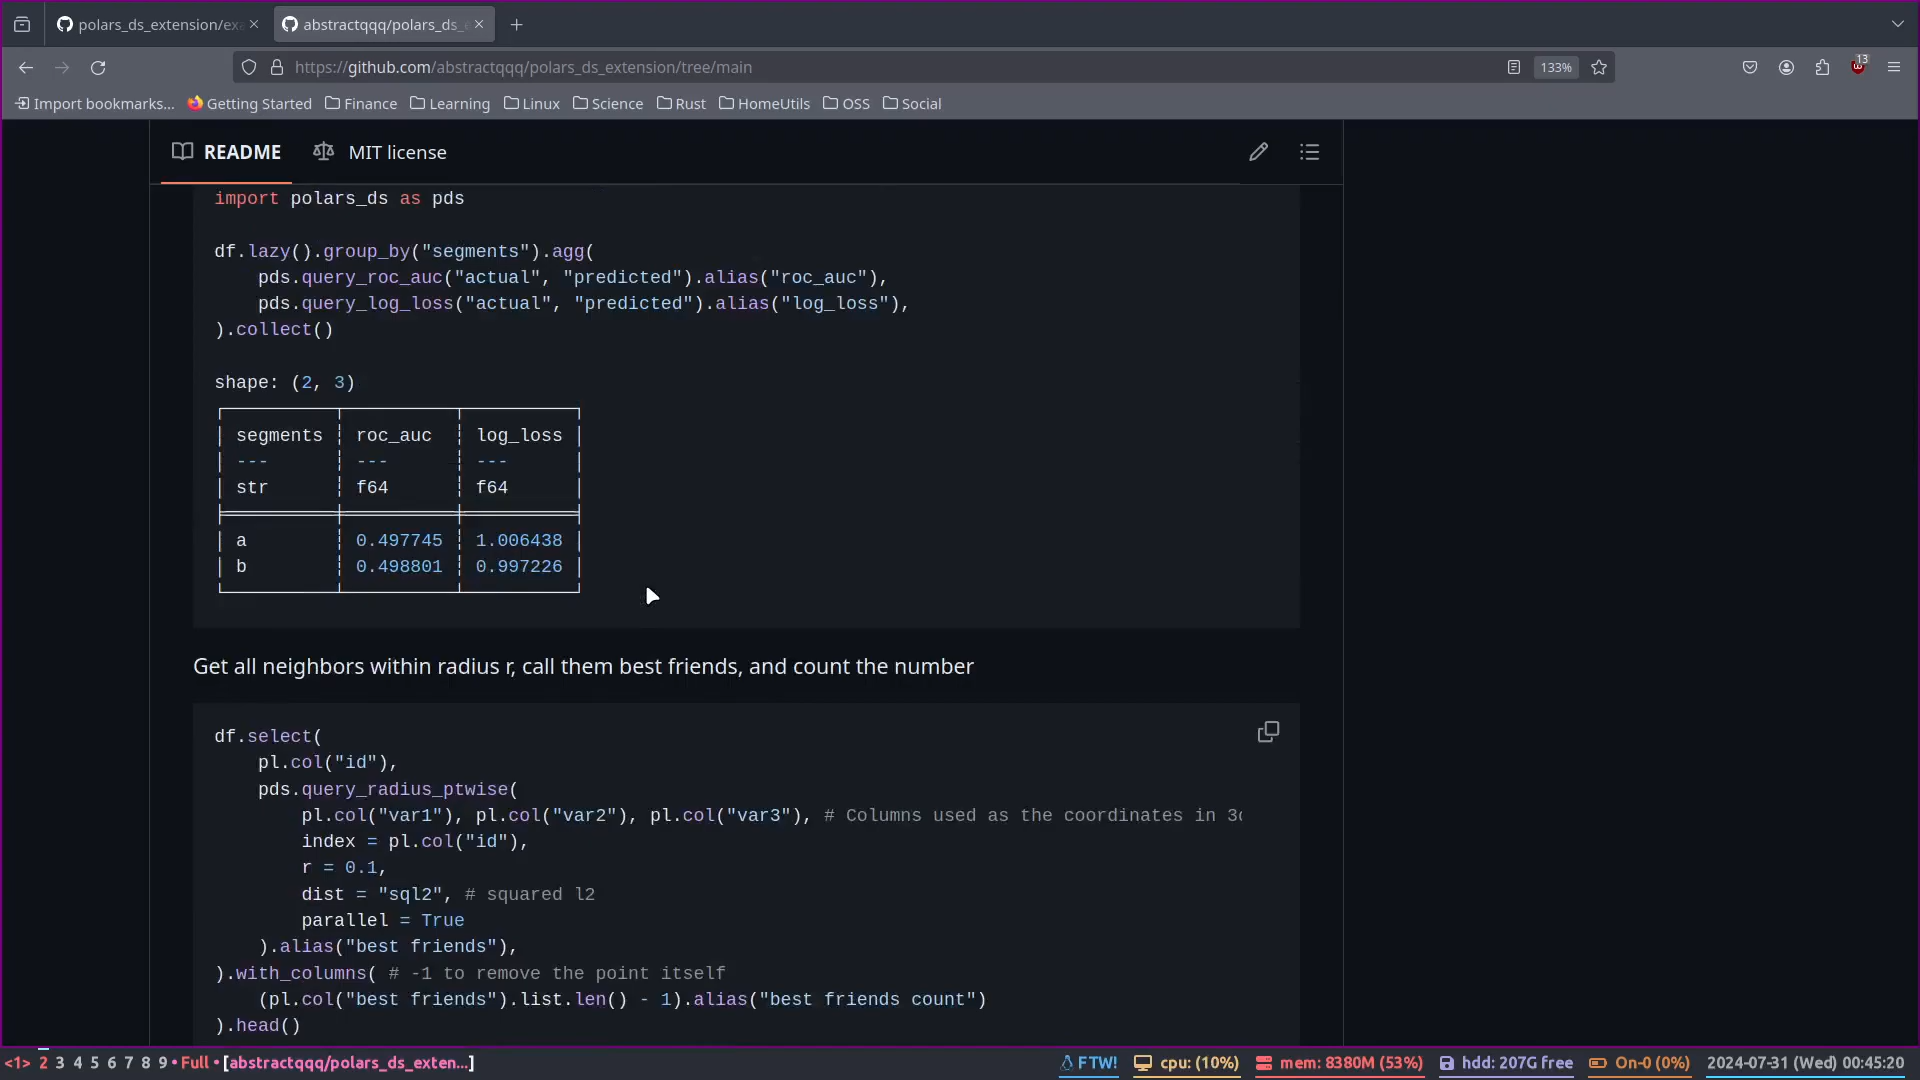 polars_ds_extension/exa
abstractqqq/polars_ds_e
https://github.com/abstractqqq/polars_ds_extension/tree/main
133%
13
Import bookmarks... Getting Started Finance Learning Linux Science Rust HomeUtils OSS Social
README MIT license
import polars_ds as pds
df.lazy().group_by("segments").agg(
pds.query_roc_auc("actual", "predicted").alias("roc_auc"),
pds.query_log_loss("actual", "predicted").alias("log_loss"),
).collect()
shape: (2, 3)
segments roc_auc log_loss
--- --- ---
str f64 f64
a 0.497745 1.006438
b 0.498801 0.997226
Get all neighbors within radius r, call them best friends, and count the number
df.select(
pl.col("id"),
pds.query_radius_ptwise(
pl.col("var1"), pl.col("var2"), pl.col("var3"), # Columns used as the coordinates in 3d
index = pl.col("id"),
r = 0.1,
dist = "sql2", # squared l2
parallel = True
).alias("best friends"),
).with_columns( # -1 to remove the point itself
(pl.col("best friends").list.len() - 1).alias("best friends count")
).head()
<1> 2 3 4 5 6 7 8 9 • Full • [abstractqqq/polars_ds_exten...] FTW! cpu: (10%) mem: 8380M (53%) hdd: 207G free On-0 (0%) 2024-07-31 (Wed) 00:45:20